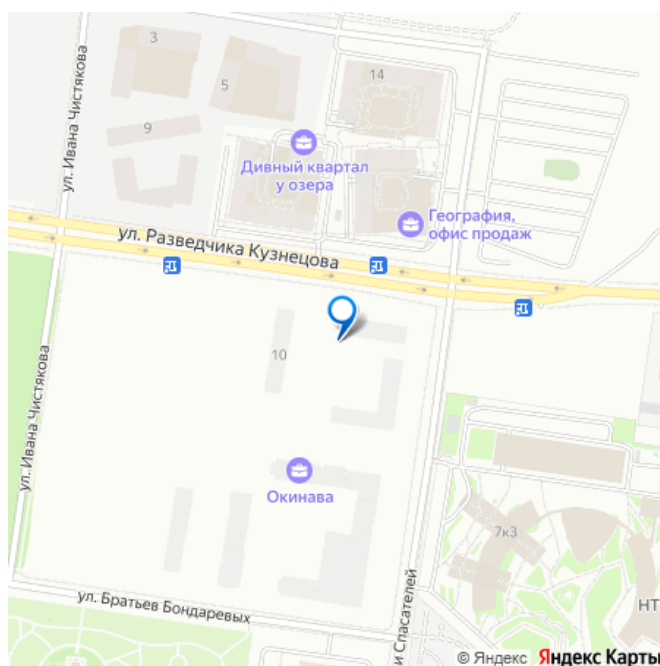 3
5
14
9
ул. Ивана Чистякова
Дивный квартал
у озера
География,
офис продаж
ул. Разведчика Кузнецова
10
ул. Ивана Чистякова
Окинава
7к3
ул. Братьев Бондаревых
и Спасателей
НТ
© Яндекс Яндекс Карты